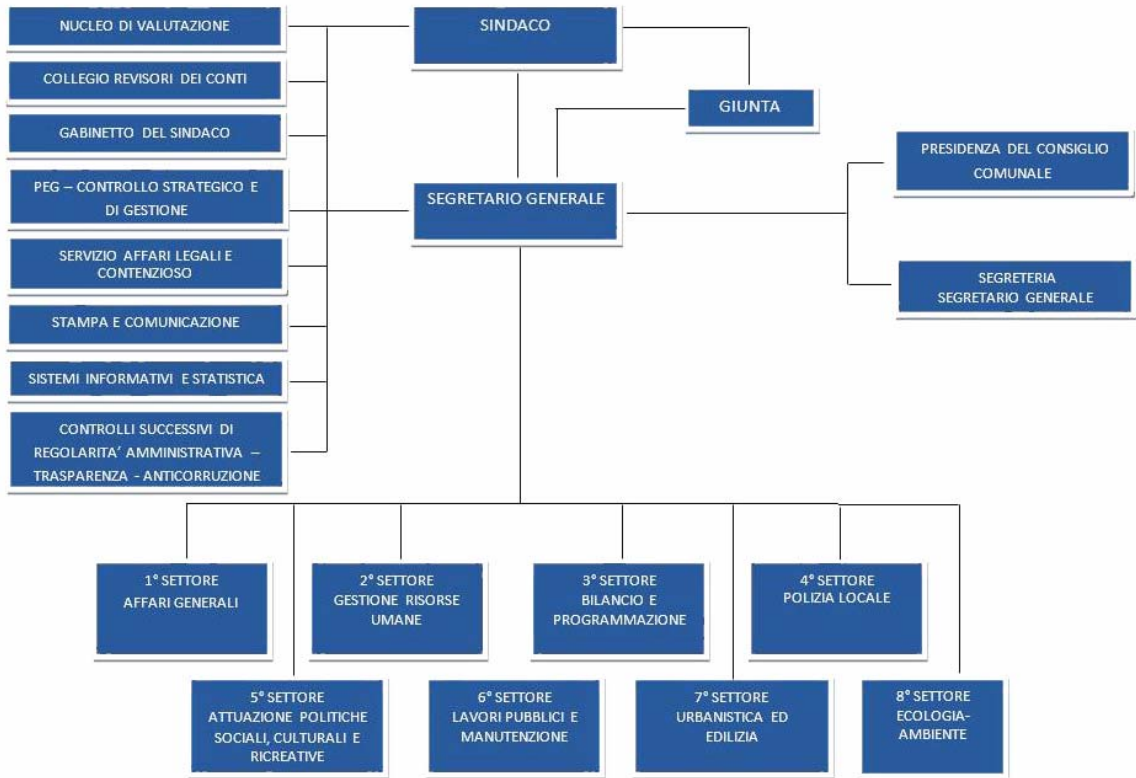 NUCLEO DI VALUTAZIONE
SINDACO
COLLEGIO REVISORI DEI CONTI
GIUNTA
GABINETTO DEL SINDACO
PRESIDENZA DEL CONSIGLIO
COMUNALE
PEG – CONTROLLO STRATEGICO E
DI GESTIONE
SEGRETARIO GENERALE
SERVIZIO AFFARI LEGALI E
CONTENZIOSO
SEGRETERIA
SEGRETARIO GENERALE
STAMPA E COMUNICAZIONE
SISTEMI INFORMATIVI E STATISTICA
CONTROLLI SUCCESSIVI DI
REGOLARITA’ AMMINISTRATIVA –
TRASPARENZA - ANTICORRUZIONE
1° SETTORE
AFFARI GENERALI
2° SETTORE
GESTIONE RISORSE
UMANE
3° SETTORE
BILANCIO E
PROGRAMMAZIONE
4° SETTORE
POLIZIA LOCALE
5° SETTORE
ATTUAZIONE POLITICHE
SOCIALI, CULTURALI E
RICREATIVE
6° SETTORE
LAVORI PUBBLICI E
MANUTENZIONE
7° SETTORE
URBANISTICA ED
EDILIZIA
8° SETTORE
ECOLOGIA-
AMBIENTE